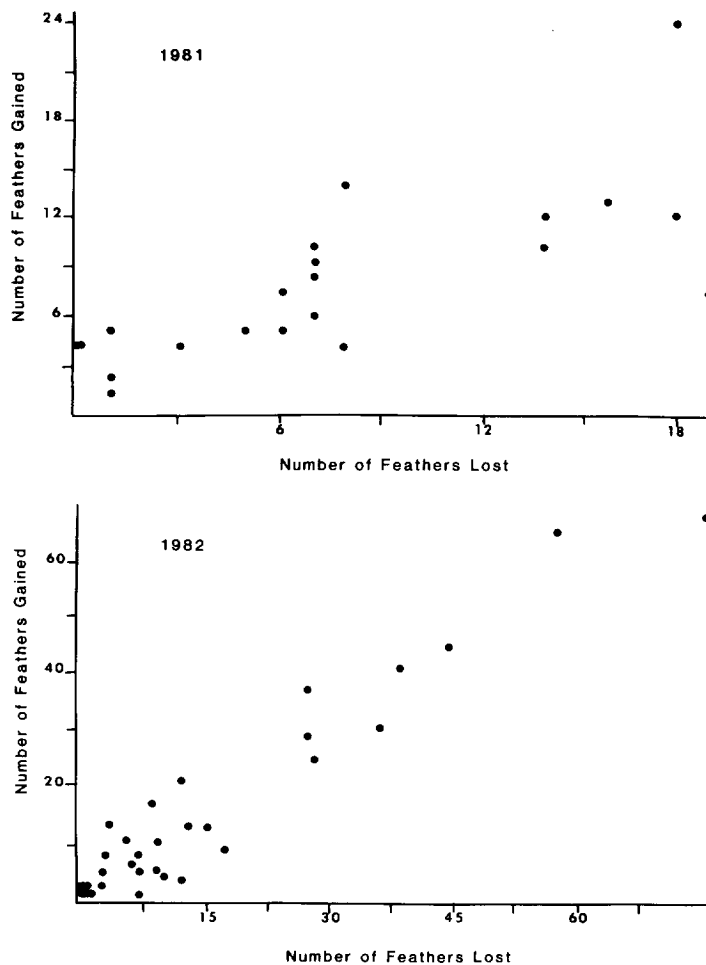 24
1981
18
12
6
Number of Feathers Gained
6 12 18
Number of Feathers Lost
1982
60
40
20
Number of Feathers Gained
15 30 45 60
Number of Feathers Lost